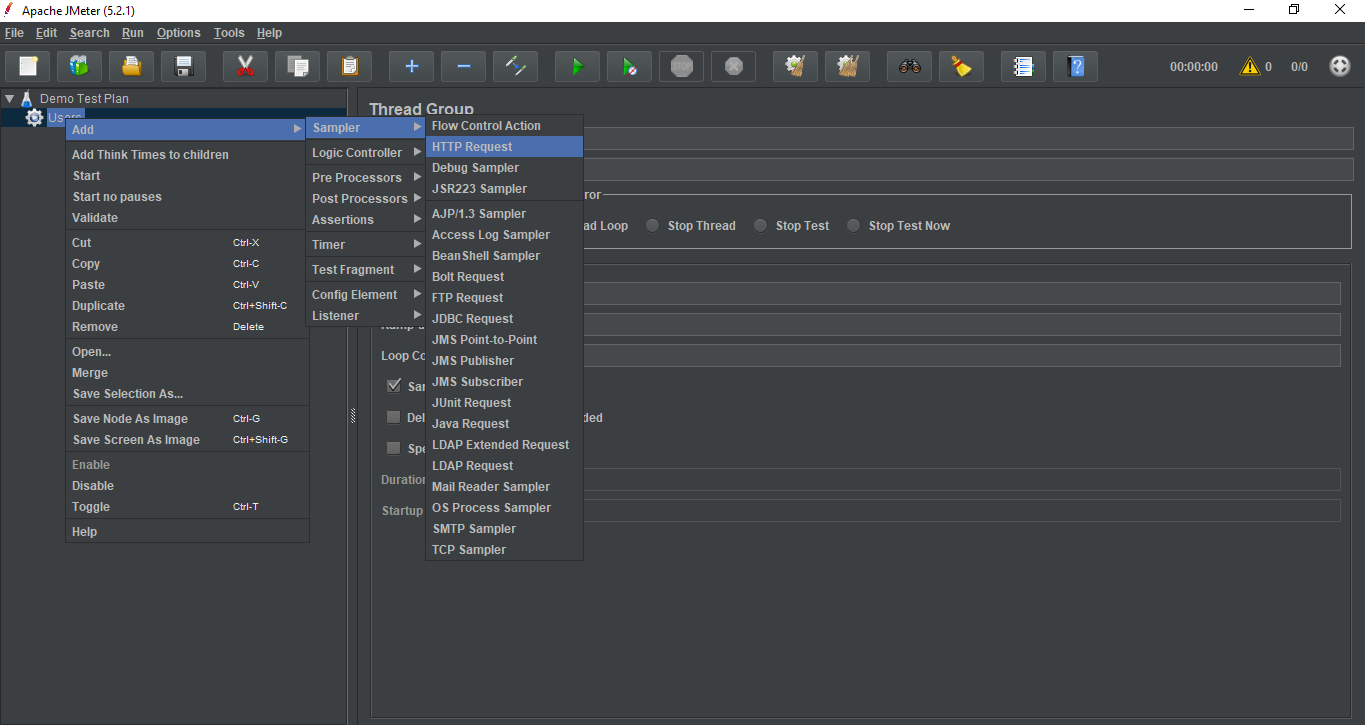 Apache JMeter (5.2.1)
File Edit Search Run Options Tools Help
STOP
00:00:00 0 0/0
Demo Test Plan
Users
Add
Add Think Times to children
Start
Start no pauses
Validate
Cut Ctrl-X
Copy Ctrl-C
Paste Ctrl-V
Duplicate Ctrl+Shift-C
Remove Delete
Open...
Merge
Save Selection As...
Save Node As Image Ctrl-G
Save Screen As Image Ctrl+Shift-G
Enable
Disable
Toggle Ctrl-T
Help
Sampler
Logic Controller
Pre Processors
Post Processors
Assertions
Timer
Test Fragment
Config Element
Listener
Flow Control Action
HTTP Request
Debug Sampler
JSR223 Sampler
AJP/1.3 Sampler
Access Log Sampler
BeanShell Sampler
Bolt Request
FTP Request
JDBC Request
JMS Point-to-Point
JMS Publisher
JMS Subscriber
JUnit Request
Java Request
LDAP Extended Request
LDAP Request
Mail Reader Sampler
OS Process Sampler
SMTP Sampler
TCP Sampler
Thread Group
ror
ad Loop Stop Thread Stop Test Stop Test Now
Loop Co
Sar
Del ded
Spe
Duration
Startup